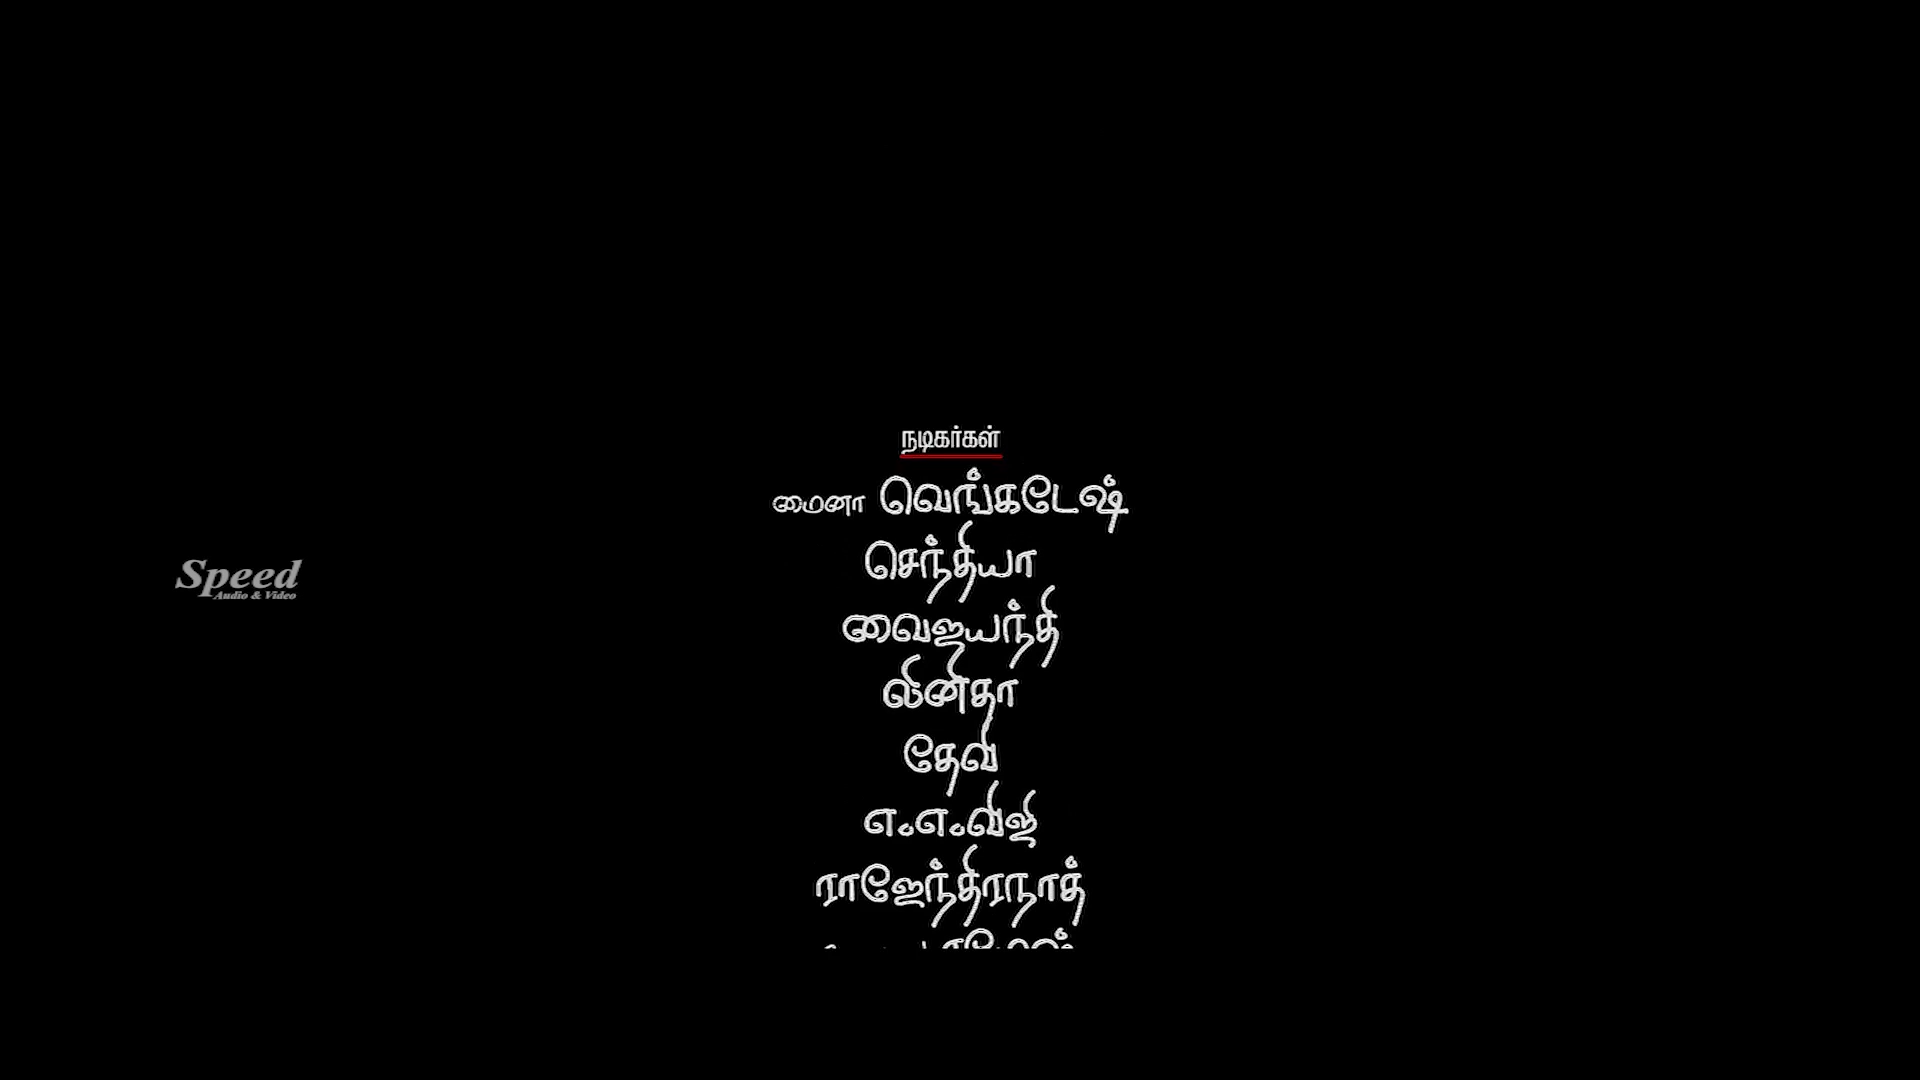 நடிகர்கள்
மைனா வெங்கடேஷ்
செந்தியா
வைஜயந்தி
லினிதா
தேவி
எ.எ.விஜி
ராஜேந்திரநாத்
Speed
Audio & Video